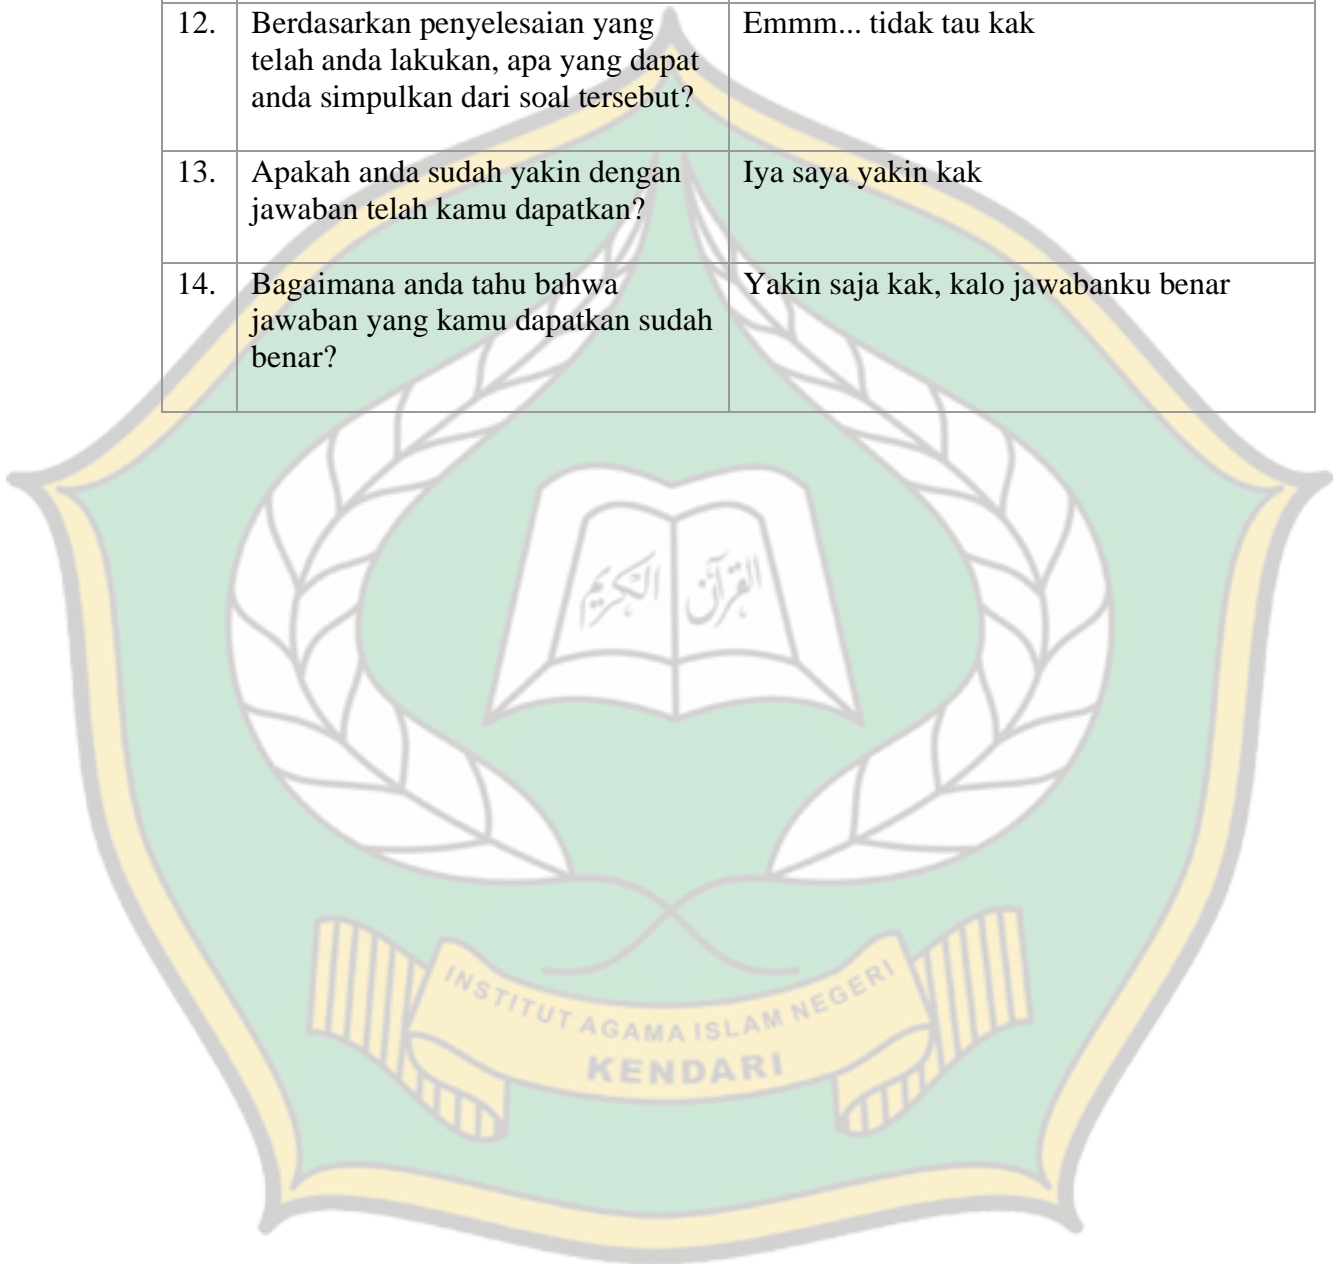 12. Berdasarkan penyelesaian yang
telah anda lakukan, apa yang dapat
anda simpulkan dari soal tersebut?
Emmm... tidak tau kak
13. Apakah anda sudah yakin dengan
jawaban telah kamu dapatkan?
Iya saya yakin kak
14. Bagaimana anda tahu bahwa
jawaban yang kamu dapatkan sudah
benar?
Yakin saja kak, kalo jawabanku benar
القرآن
الكريم
INSTITUT AGAMA ISLAM NEGERI
KENDARI